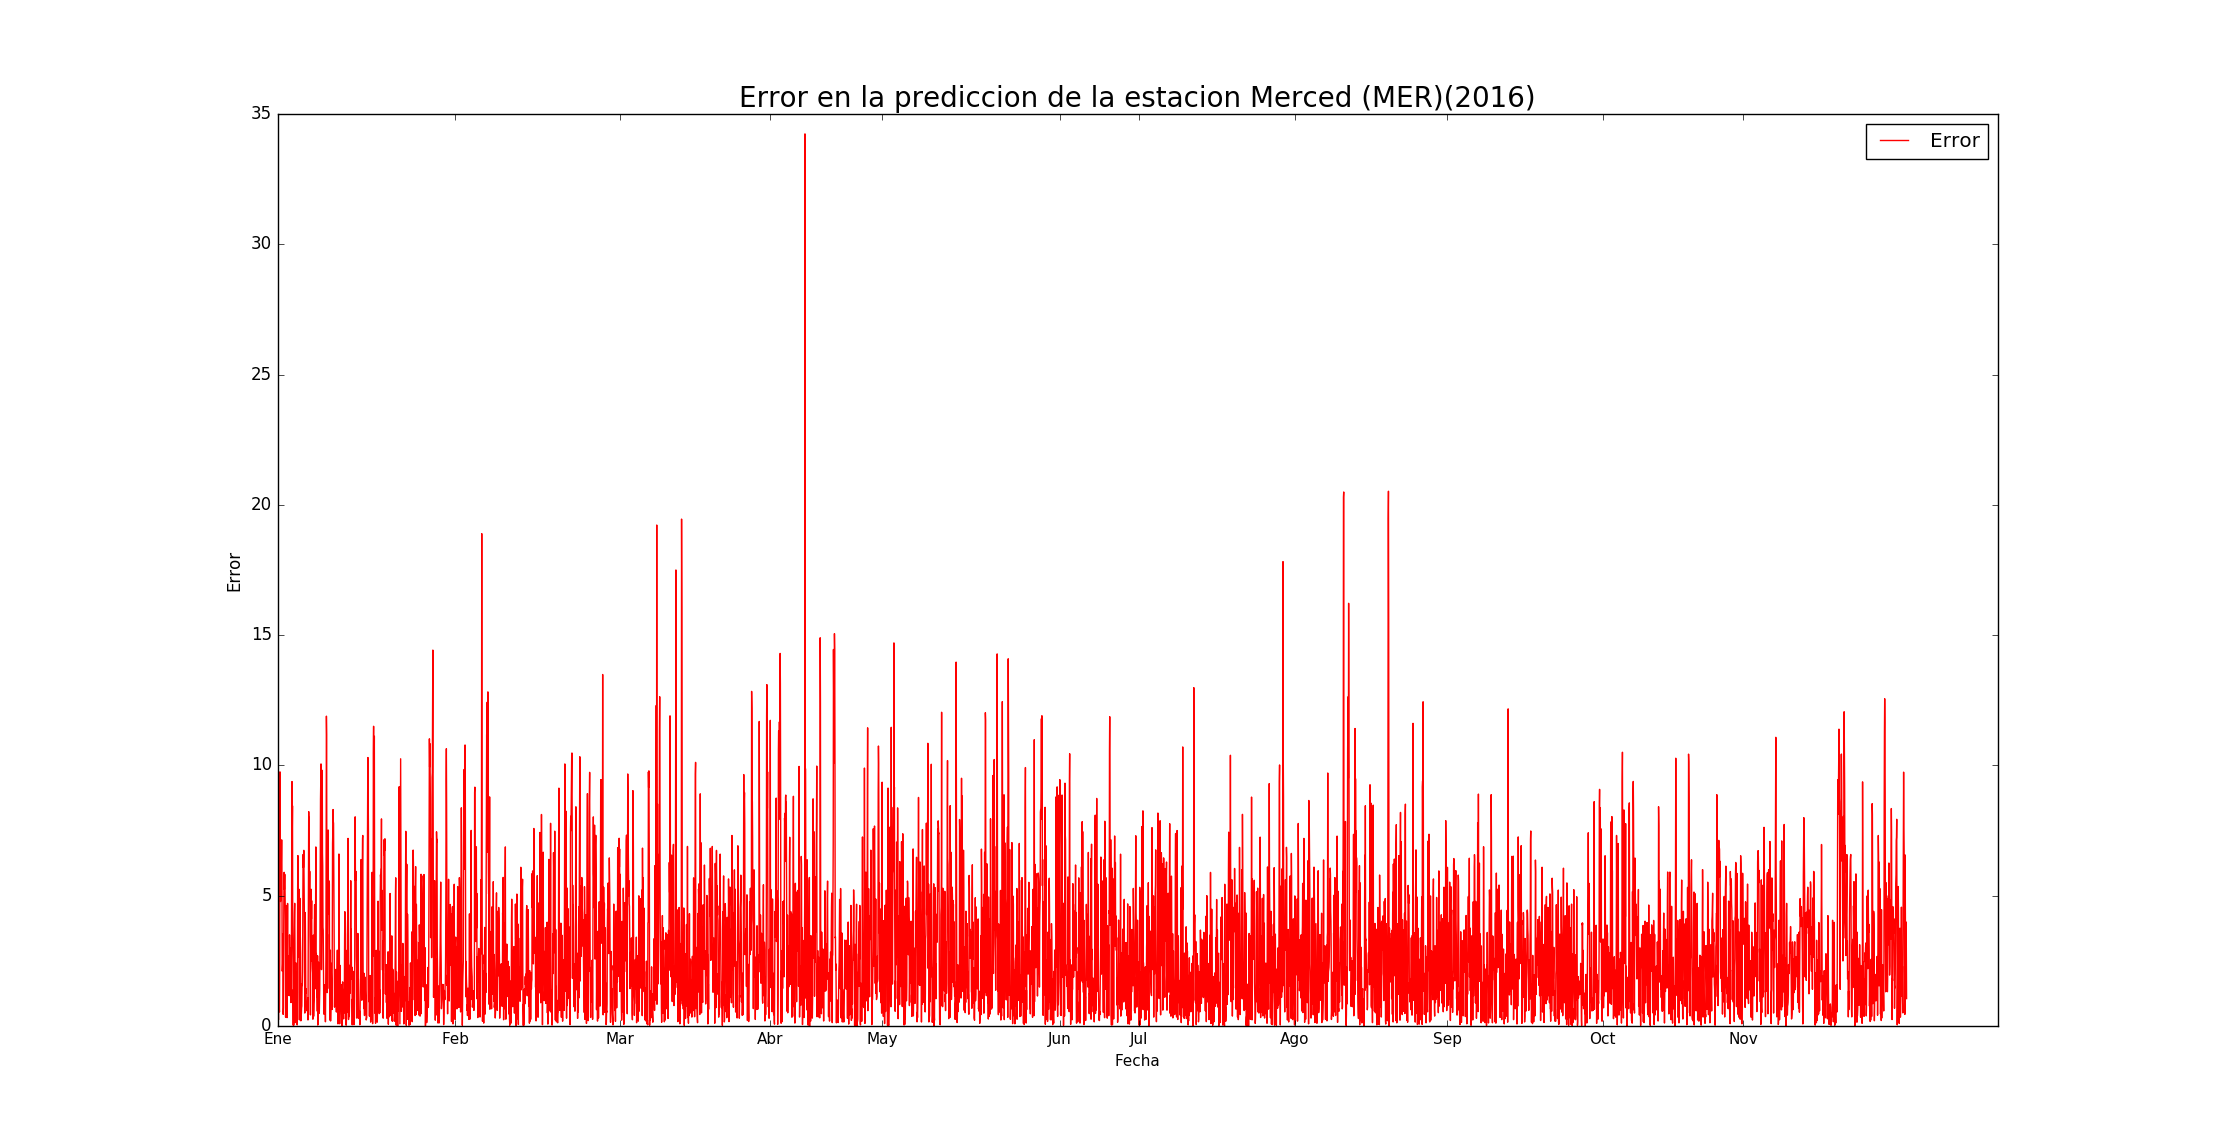 Error en la prediccion de la estacion Merced (MER)(2016)
35
30
25
20
15
10
5
0
Error
Error
Ene Feb Mar Abr May Jun Jul Ago Sep Oct Nov
Fecha